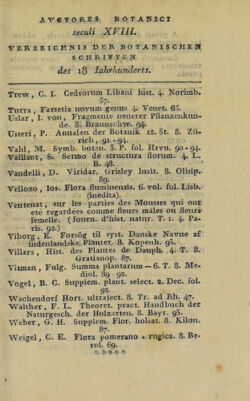 AVCTORES BOTANICI
seculi XVIII.
VERZEICHNIS DER BOTANISCHEN
SCHRIFTEN
des 18 Iahrhunderts.
Trew, C. I. Cedrorum Libani hist. 4. Norimb.
57.
Turra, Farsetia novum genus 4. Venet. 65.
Uslar, I. von, Fragmente neuerer Pflanzenkun-
de. 8. Braunschw. 94.
Usteri, P. Annalen der Botanik 12. St. 8. Zü-
rich, 91-94.
Vahl, M. Symb. botan. 5. P. fol. Havn. 90-94.
Vaillant, S. Sermo de structura florum. 4. L.
B. 48.
Vandelli, D. Viridar. Grisley lusit. 8. Olisip.
89.
Vellozo, Ios. Flora fluminensis. 6. vol. fol. Lisb.
(inedita).
Ventenat, sur les parties des Mousses qui ont
eté regardees comme fleurs males ou fleurs
femelle. (Journ. d'hist. natur. T. 1. 4. Pa-
ris. 92.)
Viborg, E. Forsög til syst. Danske Navne af
indenlandske Planter. 8. Kopenh. 95.
Villars, Hist. des Plantes de Dauph. 4. T. 8.
Gratianop. 87.
Vitman, Fulg. Summa plantarum — 6. T. 8. Me-
diol. 89. 92.
Vogel, B. C. Supplem. plant. select. 2. Dec. fol.
92.
Wachendorf Hort. ultraject. 8. Tr. ad Rh. 47.
Walther, F. L. Theoret. pract. Handbuch der
Naturgesch. der Holzarten. 8. Bayr. 95.
Weber, G. H. Supplem. Flor. holsat. 8. Kilon.
87.
Weigel, C. E. Flora pomerano - rugica. 8. Be-
rol. 69.